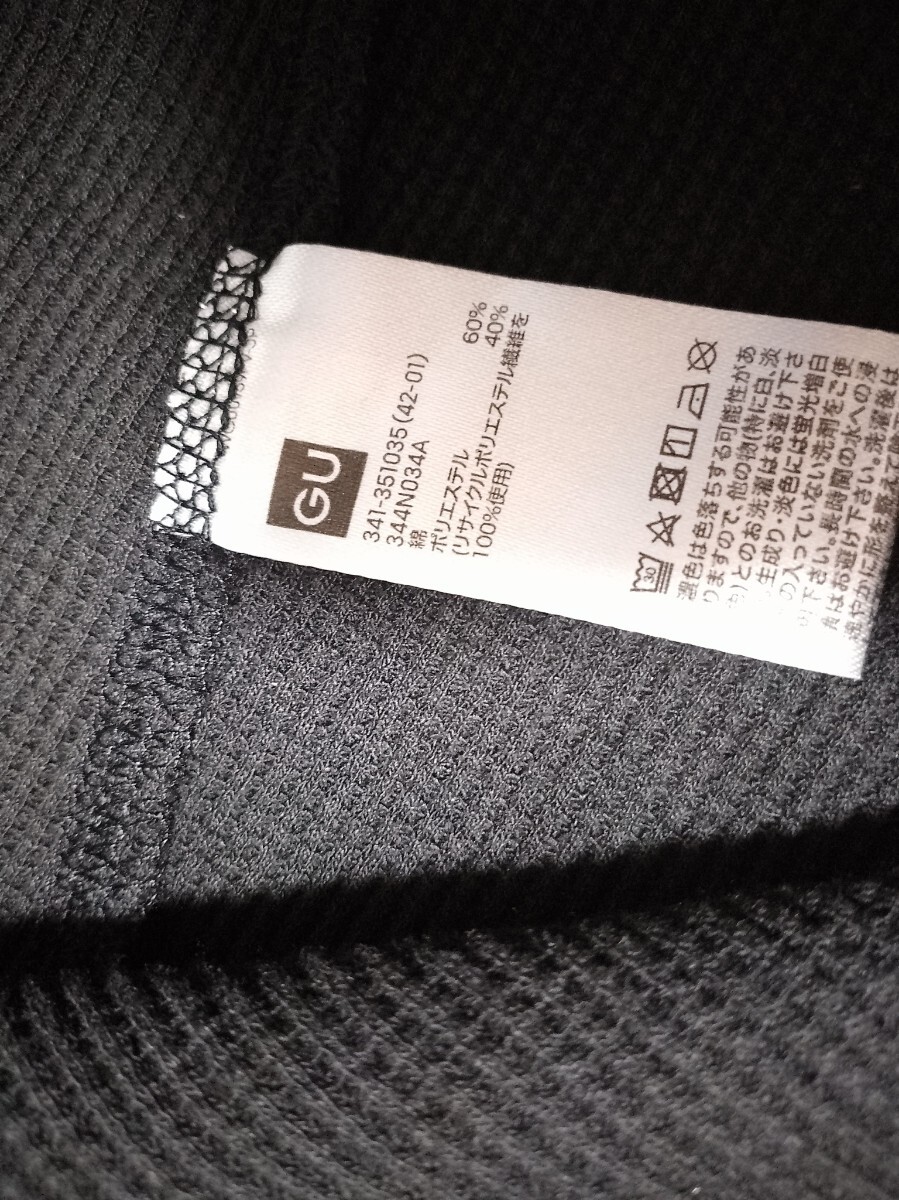 GU
341-351035 (42-01)
344N034A
綿 60%
ポリエステル 40%
(リサイクルポリエステル繊維を
100%使用)
30
濃色は色落ちする可能性があ
りますので、他の物(特に白、淡
色)とのお洗濯はお避け下さ
い。生成り・淡色には蛍光増白
剤の入っていない洗剤をご使
用下さい。長時間の水への浸
漬はお避け下さい。洗濯後は
速やかに形を整えて